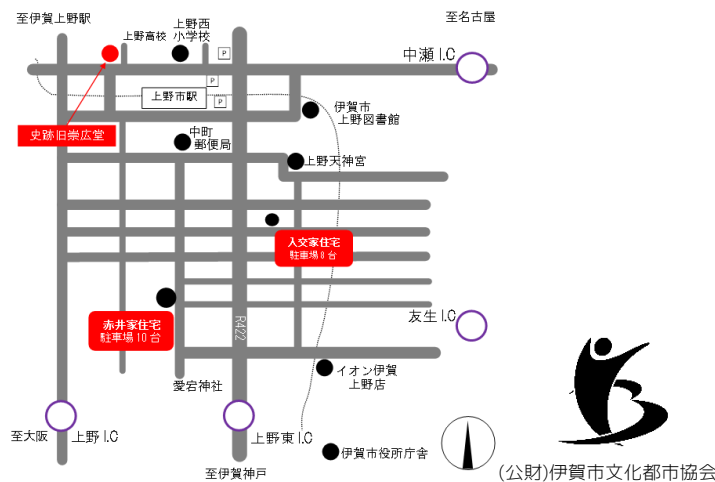 至伊賀上野駅
上野高校
上野西
小学校
至名古屋
中瀬 I.C
P
P
P
上野市駅
史跡旧崇広堂
中町
郵便局
伊賀市
上野図書館
上野天神宮
入交家住宅
駐車場8台
赤井家住宅
駐車場10台
R422
友生 I.C
愛宕神社
イオン伊賀
上野店
至大阪
上野 I.C
上野東 I.C
伊賀市役所庁舎
至伊賀神戸
(公財)伊賀市文化都市協会